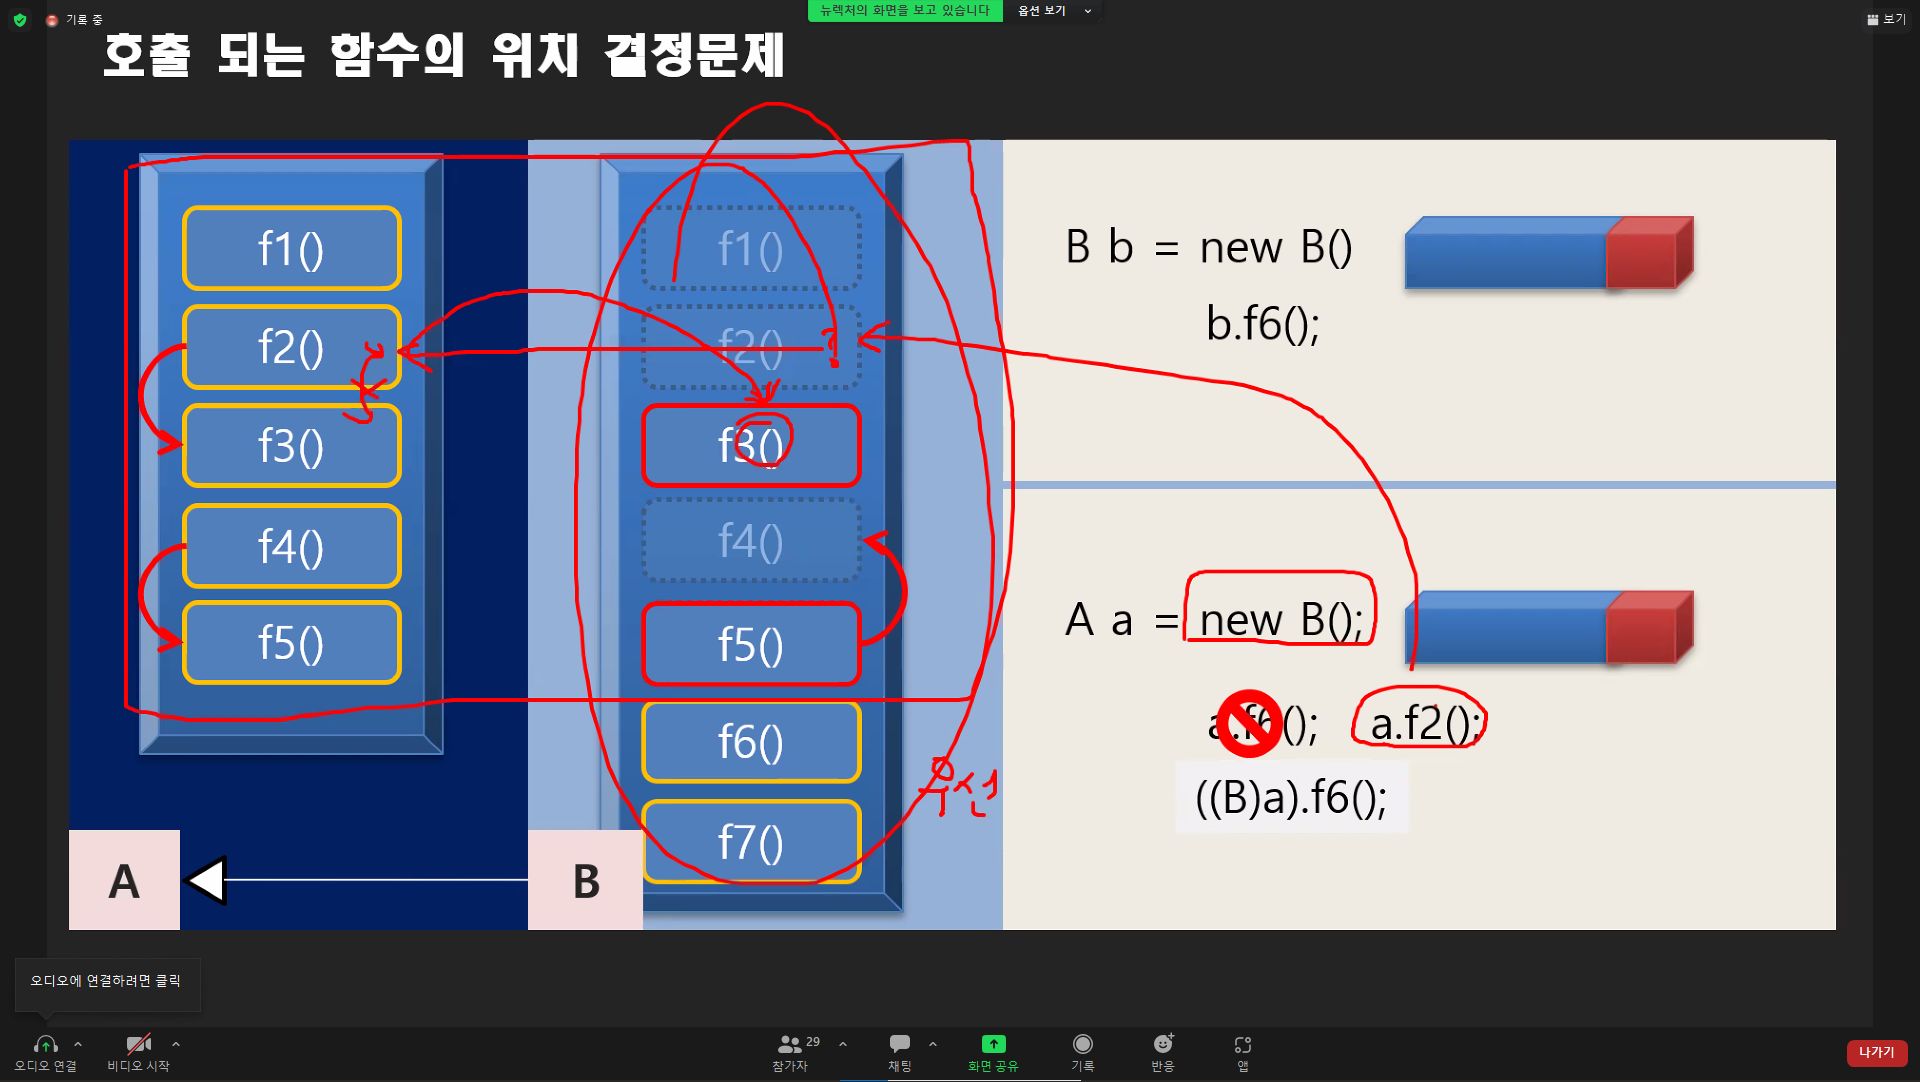 기록 중
뉴렉처의 화면을 보고 있습니다
옵션 보기
보기
호출 되는 함수의 위치 결정문제
f1()
f2()
f3()
f4()
f5()
A
f1()
f2()
f3()
f4()
f5()
f6()
f7()
B
우선
B b = new B()
b.f6();
A a = new B();
a.f6();
a.f2();
((B)a).f6();
오디오에 연결하려면 클릭
오디오 연결
비디오 시작
29
참가자
채팅
화면 공유
기록
반응
앱
나가기